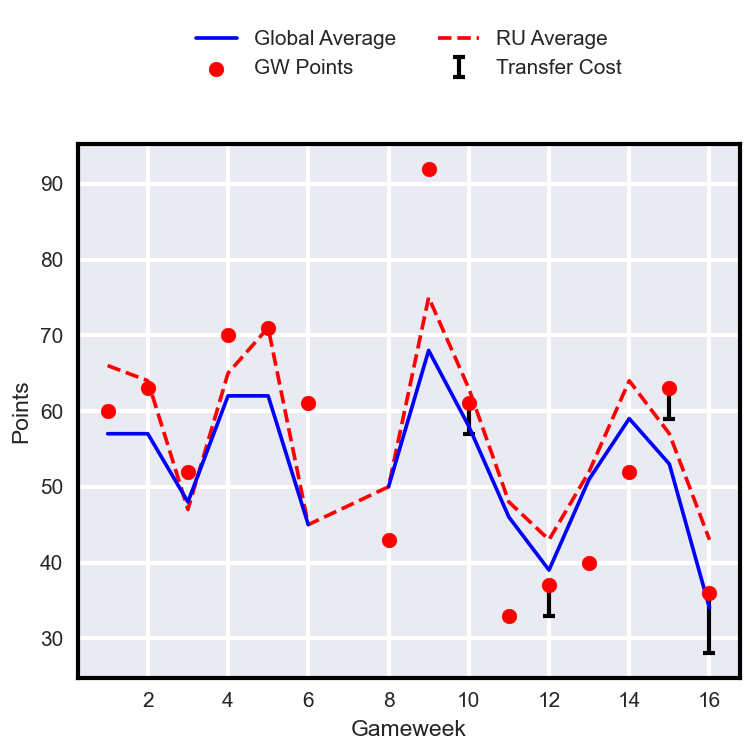 Global Average
RU Average
GW Points
Transfer Cost
90
80
70
60
50
40
30
Points
2 4 6 8 10 12 14 16
Gameweek